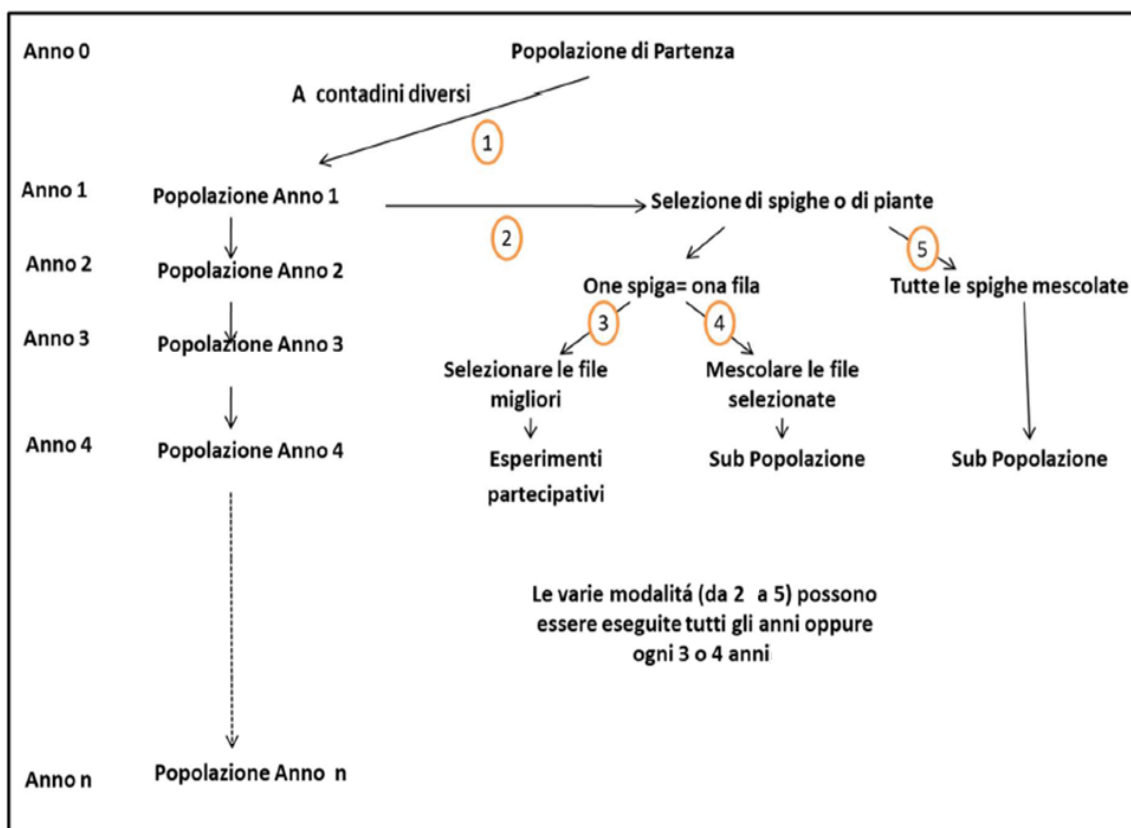 Anno 0
Popolazione di Partenza
A contadini diversi
1
Anno 1
Popolazione Anno 1
Selezione di spighe o di piante
2
5
Anno 2
Popolazione Anno 2
One spiga= ona fila
Tutte le spighe mescolate
3
4
Anno 3
Popolazione Anno 3
Selezionare le file
migliori
Mescolare le file
selezionate
Anno 4
Popolazione Anno 4
Esperimenti
partecipativi
Sub Popolazione
Sub Popolazione
Le varie modalitá (da 2 a 5) possono
essere eseguite tutti gli anni oppure
ogni 3 o 4 anni
Anno n
Popolazione Anno n